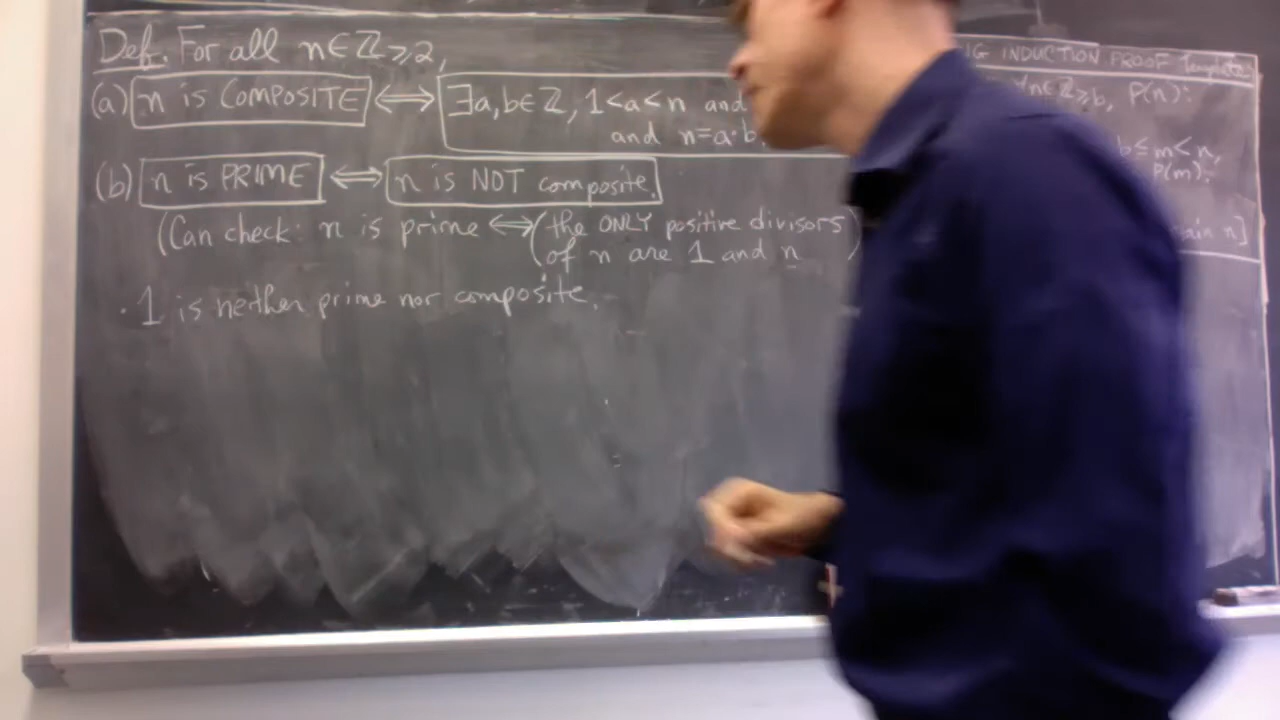 Def. For all n∈ℤ≥2,
(a) n is COMPOSITE ⟺ ∃a,b∈ℤ, 1<a<n and
and n=a·b
(b) n is PRIME ⟺ n is NOT composite.
(Can check: n is prime ⟺ (the ONLY positive divisors
of n are 1 and n)
· 1 is neither prime nor composite.
INDUCTION PROOF Template
∀n∈ℤ≥b, P(n):
b≤m<n,
P(m).
n]